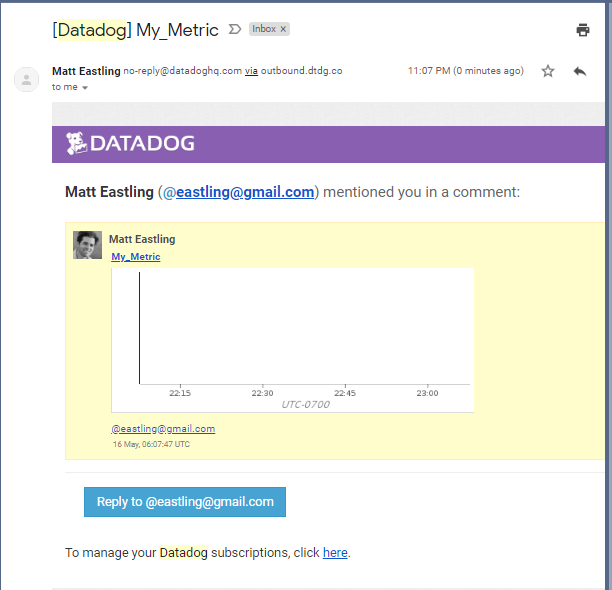 [Datadog] My_Metric Inbox x
Matt Eastling no-reply@datadoghq.com via outbound.dtdg.co 11:07 PM (0 minutes ago)
to me
DATADOG
Matt Eastling (@eastling@gmail.com) mentioned you in a comment:
Matt Eastling
My_Metric
22:15 22:30 22:45 23:00
UTC-0700
@eastling@gmail.com
16 May, 06:07:47 UTC
Reply to @eastling@gmail.com
To manage your Datadog subscriptions, click here.